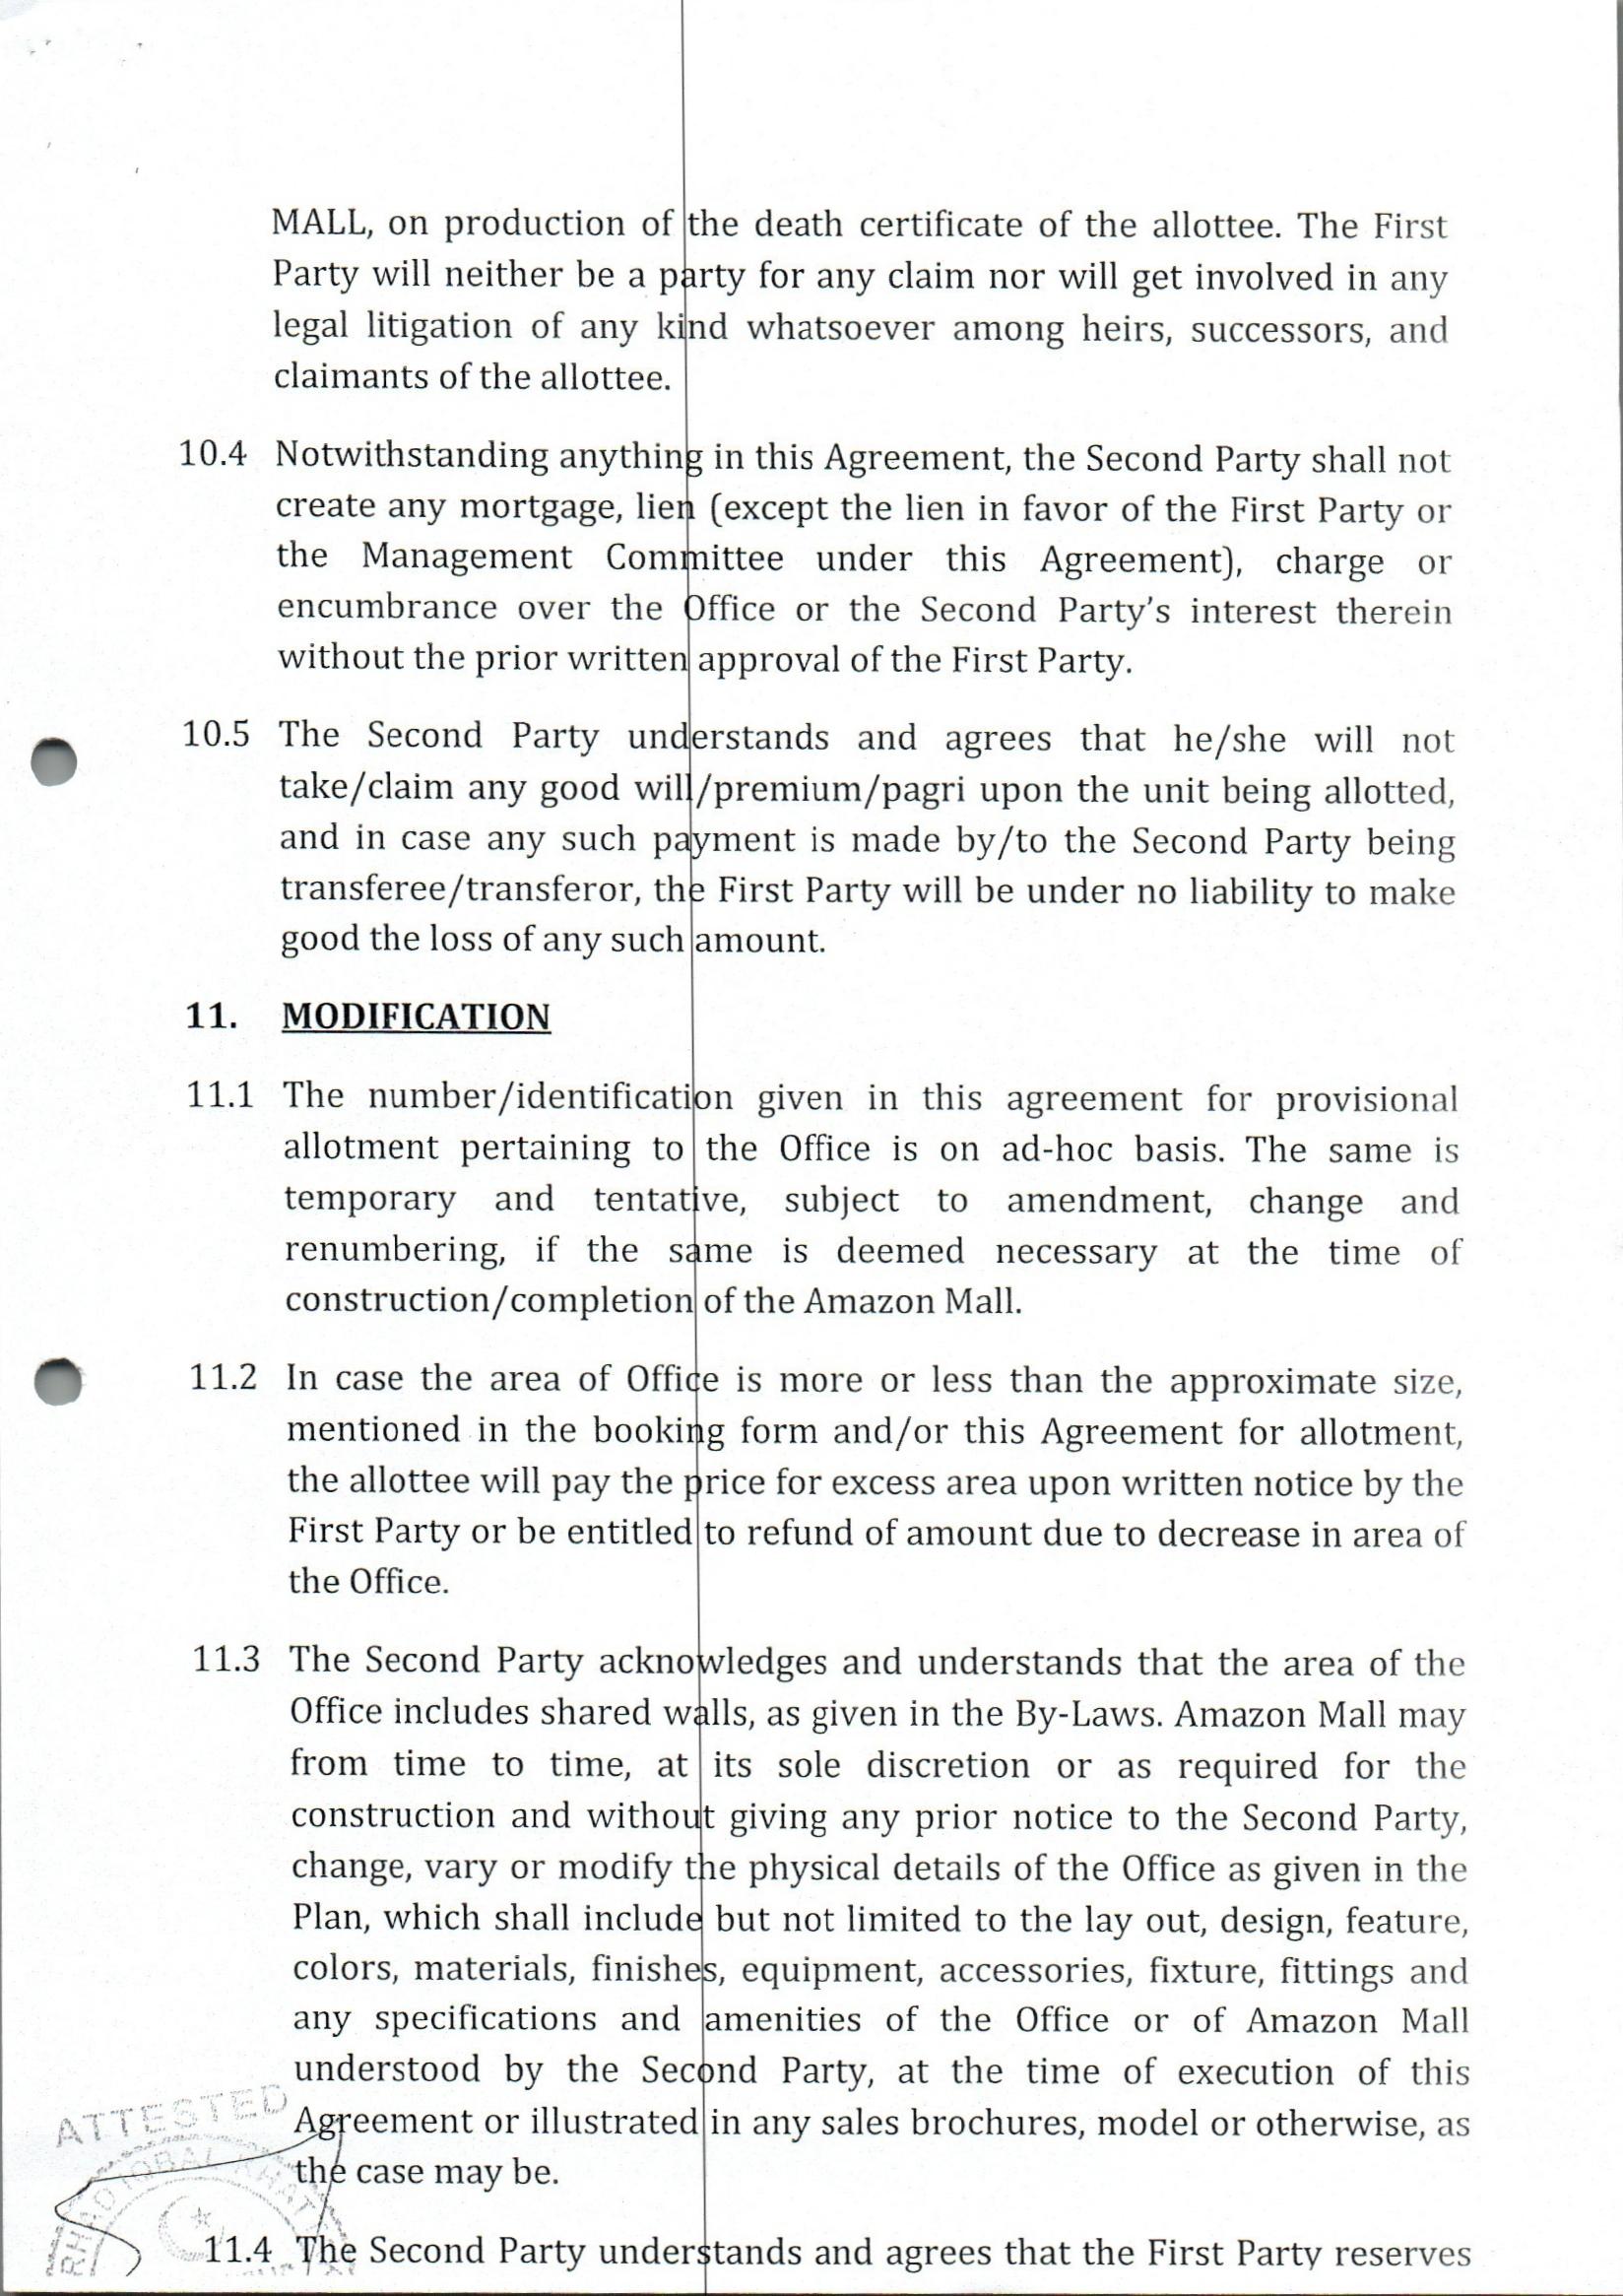 MALL, on production of the death certificate of the allottee. The First
Party will neither be a party for any claim nor will get involved in any
legal litigation of any kind whatsoever among heirs, successors, and
claimants of the allottee.
10.4 Notwithstanding anything in this Agreement, the Second Party shall not
create any mortgage, lien (except the lien in favor of the First Party or
the Management Committee under this Agreement), charge or
encumbrance over the Office or the Second Party's interest therein
without the prior written approval of the First Party.
10.5 The Second Party understands and agrees that he/she will not
take/claim any good will/premium/pagri upon the unit being allotted,
and in case any such payment is made by/to the Second Party being
transferee/transferor, the First Party will be under no liability to make
good the loss of any such amount.
11. MODIFICATION
11.1 The number/identification given in this agreement for provisional
allotment pertaining to the Office is on ad-hoc basis. The same is
temporary and tentative, subject to amendment, change and
renumbering, if the same is deemed necessary at the time of
construction/completion of the Amazon Mall.
11.2 In case the area of Office is more or less than the approximate size,
mentioned in the booking form and/or this Agreement for allotment,
the allottee will pay the price for excess area upon written notice by the
First Party or be entitled to refund of amount due to decrease in area of
the Office.
11.3 The Second Party acknowledges and understands that the area of the
Office includes shared walls, as given in the By-Laws. Amazon Mall may
from time to time, at its sole discretion or as required for the
construction and without giving any prior notice to the Second Party,
change, vary or modify the physical details of the Office as given in the
Plan, which shall include but not limited to the lay out, design, feature,
colors, materials, finishes, equipment, accessories, fixture, fittings and
any specifications and amenities of the Office or of Amazon Mall
understood by the Second Party, at the time of execution of this
Agreement or illustrated in any sales brochures, model or otherwise, as
the case may be.
ATTESTED
IQBAL
11.4 The Second Party understands and agrees that the First Party reserves